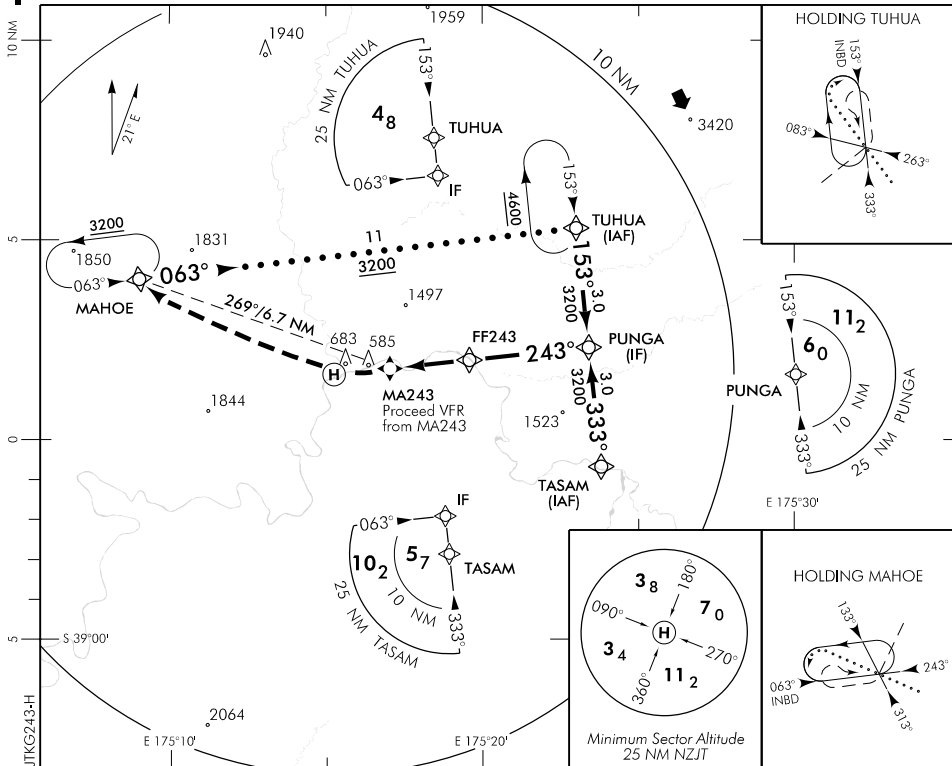 10 NM
1940
1959
21° E
25 NM TUHUA
153°
4 8
TUHUA
063°
IF
10 NM
3420
HOLDING TUHUA
153°
INBD
083°
263°
333°
5
3200
1850
063°
MAHOE
1831
063°
11
3200
4600
153°
TUHUA
(IAF)
153°
3.0
3200
1497
269°/6.7 NM
683
585
FF243
243°
PUNGA
(IF)
H
MA243
Proceed VFR
from MA243
1844
3.0
3200
333°
1523
TASAM
(IAF)
153°
11 2
6 0
PUNGA
10 NM
333°
25 NM PUNGA
0
E 175°30'
IF
063°
10 2
5 7
TASAM
10 NM
25 NM TASAM
333°
5
S 39°00'
3 8
180°
090°
7 0
H
3 4
270°
360°
11 2
Minimum Sector Altitude
25 NM NZJT
HOLDING MAHOE
133°
243°
063°
INBD
313°
2064
E 175°10'
E 175°20'
JTKG243-H